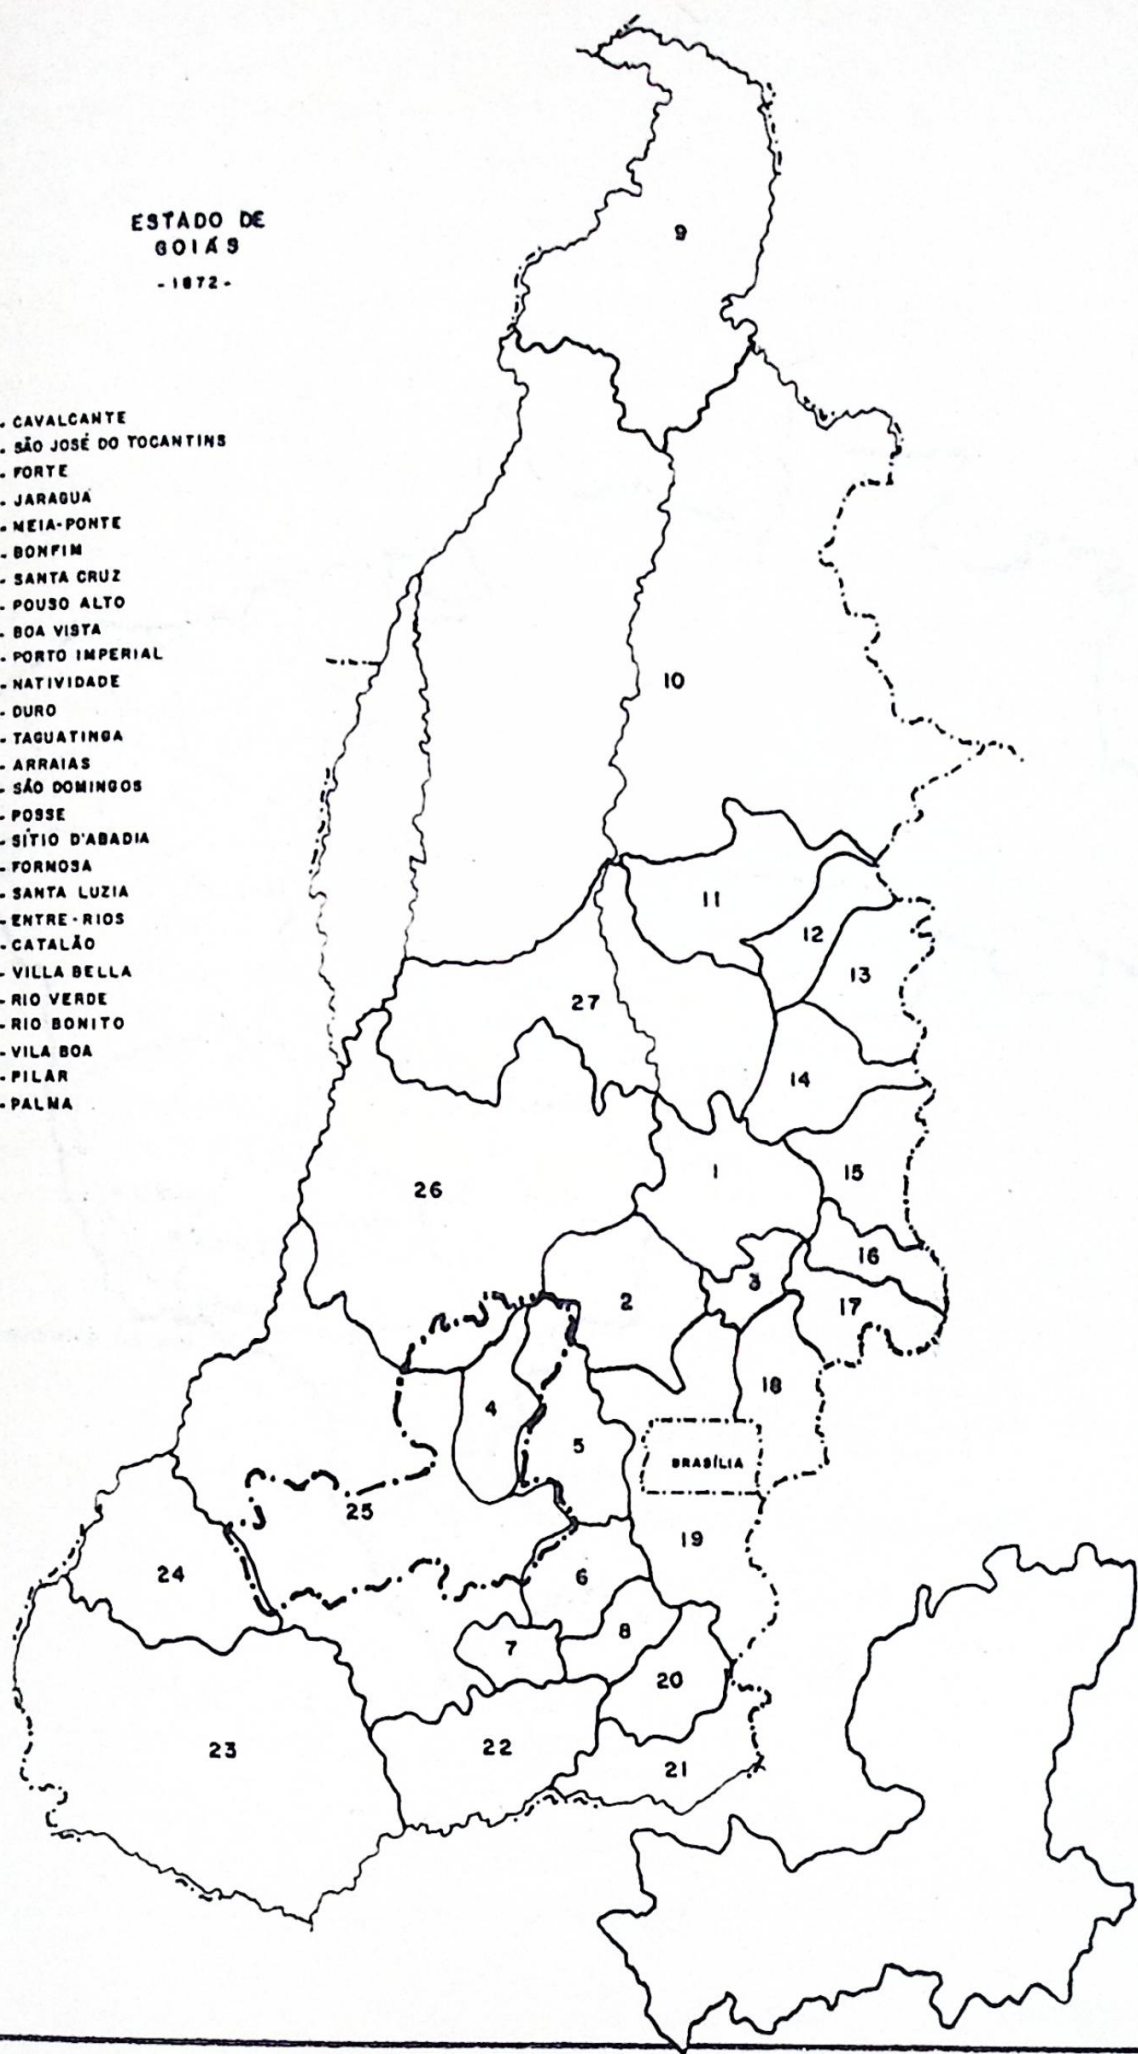 ESTADO DE
GOIÁS
- 1872 -
- CAVALCANTE
- SÃO JOSÉ DO TOCANTINS
- FORTE
- JARAGUÁ
- MEIA-PONTE
- BONFIM
- SANTA CRUZ
- POUSO ALTO
- BOA VISTA
- PORTO IMPERIAL
- NATIVIDADE
- DURO
- TAGUATINGA
- ARRAIAS
- SÃO DOMINGOS
- POSSE
- SÍTIO D'ABADIA
- FORMOSA
- SANTA LUZIA
- ENTRE-RIOS
- CATALÃO
- VILLA BELLA
- RIO VERDE
- RIO BONITO
- VILA BOA
- PILAR
- PALMA
9
10
11
12
13
27
14
1
15
26
16
3
2
17
18
4
5
BRASÍLIA
25
19
24
6
8
7
20
22
23
21